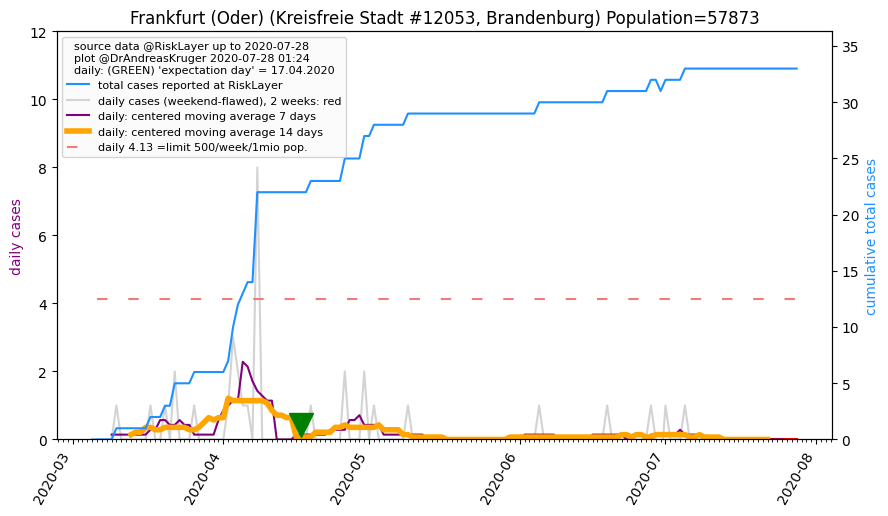 Frankfurt (Oder) (Kreisfreie Stadt #12053, Brandenburg) Population=57873
source data @RiskLayer up to 2020-07-28
plot @DrAndreasKruger 2020-07-28 01:24
daily: (GREEN) 'expectation day' = 17.04.2020
total cases reported at RiskLayer
daily cases (weekend-flawed), 2 weeks: red
daily: centered moving average 7 days
daily: centered moving average 14 days
daily 4.13 =limit 500/week/1mio pop.
daily cases
12
10
8
6
4
2
0
cumulative total cases
35
30
25
20
15
10
5
0
2020-03
2020-04
2020-05
2020-06
2020-07
2020-08